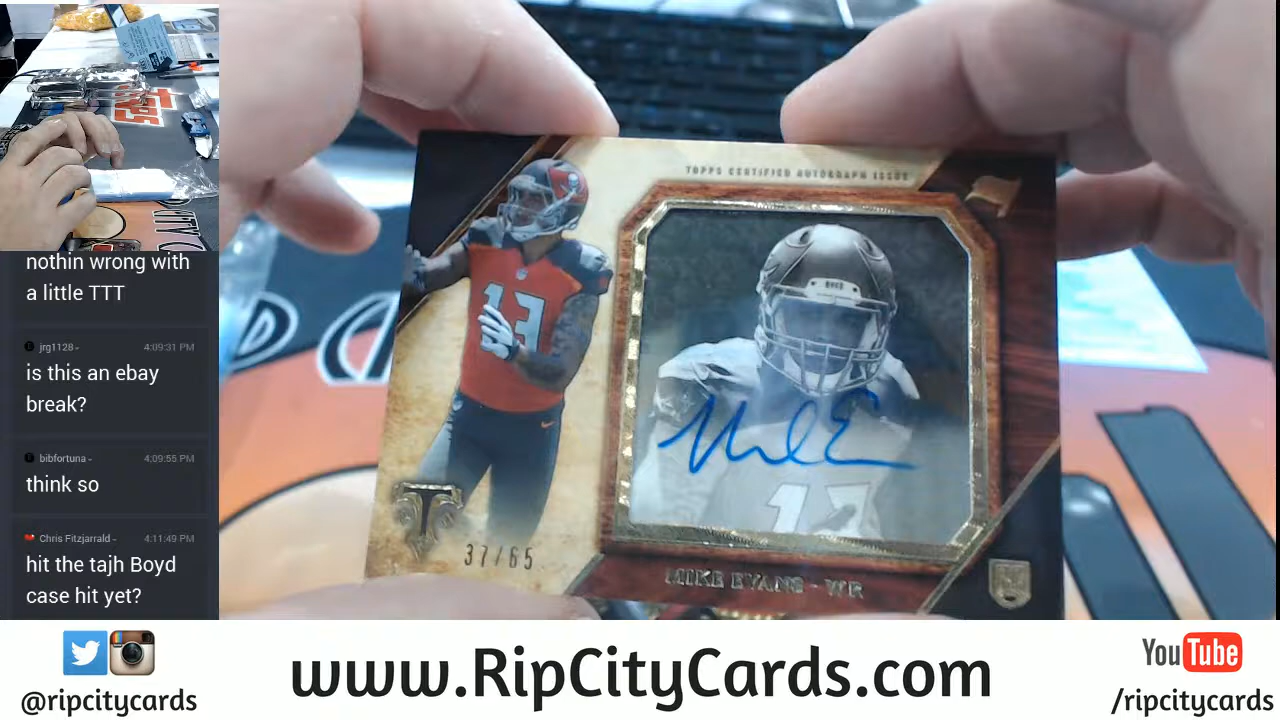 nothin wrong with
a little TTT
jrg1128-
4:09:31 PM
is this an ebay
break?
bibfortuna -
4:09:55 PM
think so
Chris Fitzjarrald -
4:11:49 PM
hit the tajh Boyd
case hit yet?
TOPPS CERTIFIED AUTOGRAPH ISSUE
13
13
37/65
MIKE EVANS - WR
@ripcitycards
www.RipCityCards.com
YouTube
/ripcitycards